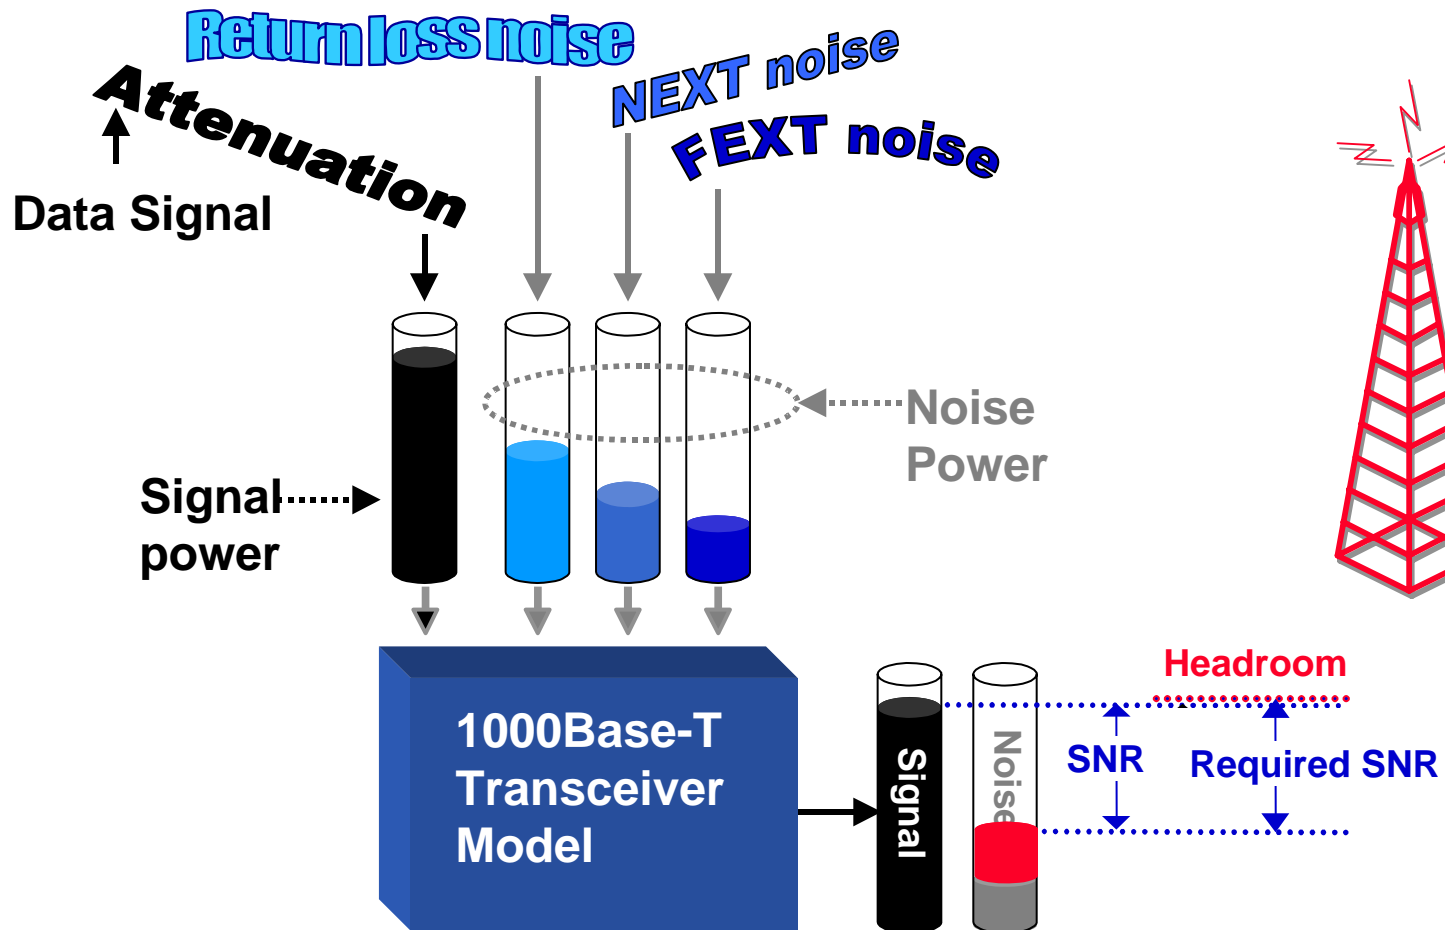 Return loss noise
NEXT noise
FEXT noise
Attenuation
Data Signal
Noise
Power
Signal
power
Headroom
1000Base-T
Transceiver
Model
Signal
Noise
SNR
Required SNR